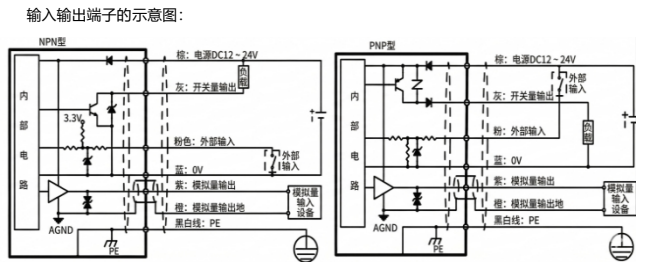 输入输出端子的示意图：
NPN型
棕：电源DC12～24V
灰：开关量输出
负载
内部电路
3.3V
粉色：外部输入
外部
输入
蓝：0V
紫：模拟量输出
橙：模拟量输出地
模拟量
输入
设备
黑白线：PE
AGND
PE
PNP型
棕：电源DC12～24V
外部
输入
灰：开关量输出
负载
内部电路
粉：外部输入
蓝：0V
紫：模拟量输出
橙：模拟量输出地
模拟量
输入
设备
黑白线：PE
AGND
PE